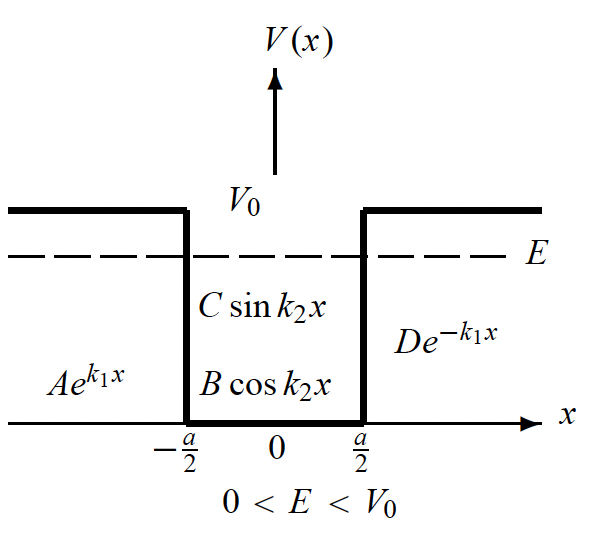 V(x)
V₀
E
C sin k₂x
De^{−k₁x}
Ae^{k₁x}
B cos k₂x
x
−a/2
0
a/2
0 < E < V₀